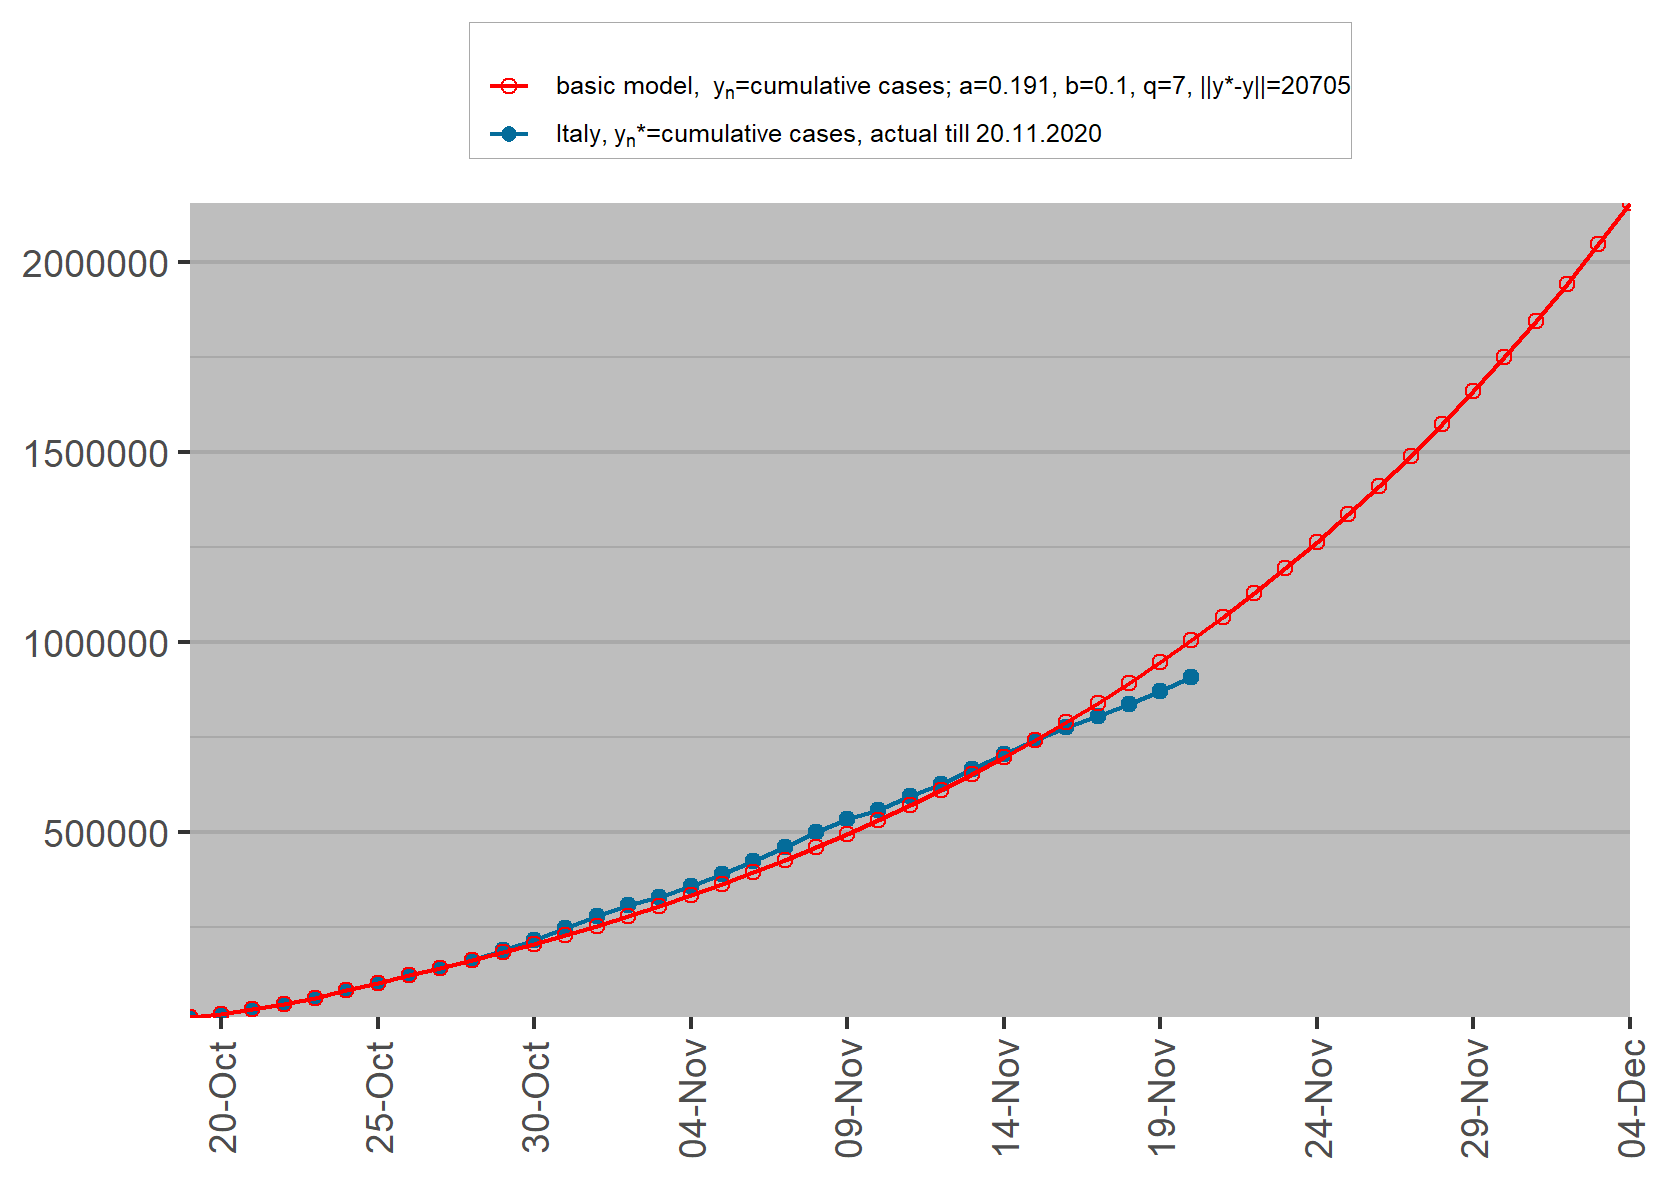 basic model,  yn=cumulative cases; a=0.191, b=0.1, q=7, ||y*-y||=20705
Italy, yn*=cumulative cases, actual till 20.11.2020
2000000
1500000
1000000
500000
20-Oct
25-Oct
30-Oct
04-Nov
09-Nov
14-Nov
19-Nov
24-Nov
29-Nov
04-Dec